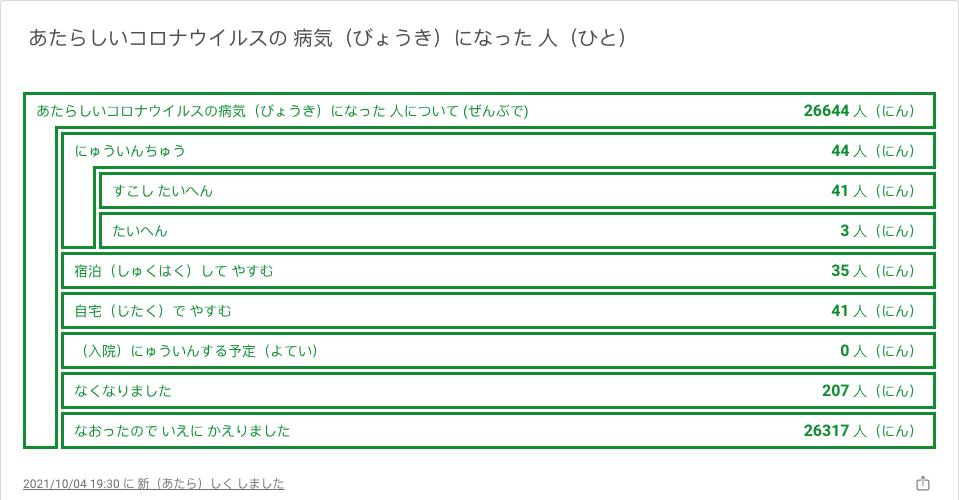 あたらしいコロナウイルスの 病気（びょうき）になった 人（ひと）
あたらしいコロナウイルスの病気（びょうき）になった 人について (ぜんぶで) 26644 人（にん）
にゅういんちゅう 44 人（にん）
すこし たいへん 41 人（にん）
たいへん 3 人（にん）
宿泊（しゅくはく）して やすむ 35 人（にん）
自宅（じたく）で やすむ 41 人（にん）
（入院）にゅういんする予定（よてい） 0 人（にん）
なくなりました 207 人（にん）
なおったので いえに かえりました 26317 人（にん）
2021/10/04 19:30 に 新（あたら）しく しました